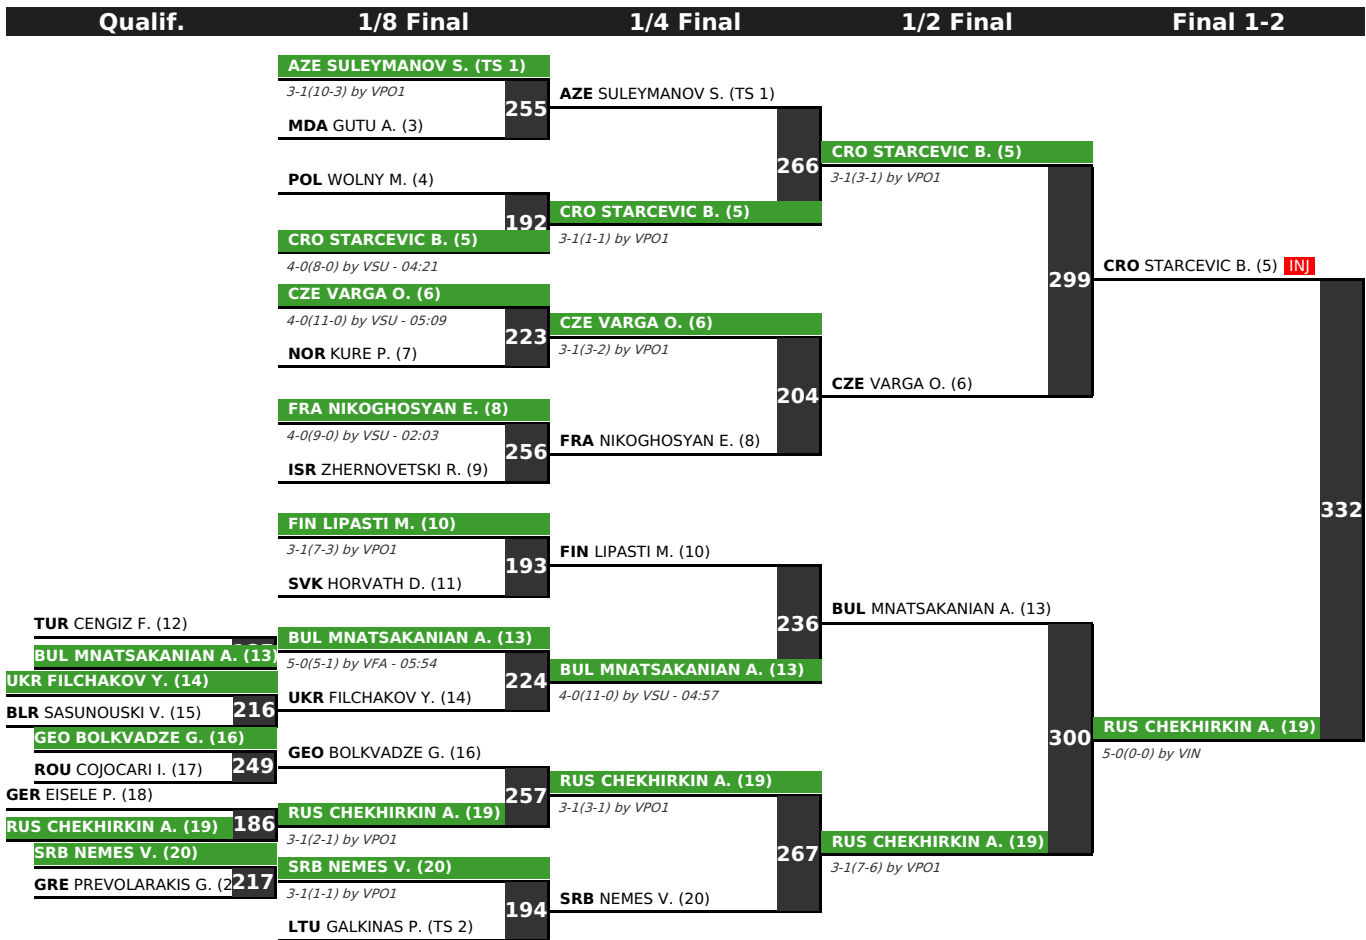 Qualif.
1/8 Final
1/4 Final
1/2 Final
Final 1-2
TUR CENGIZ F. (12)
BUL MNATSAKANIAN A. (13)
UKR FILCHAKOV Y. (14)
BLR SASUNOUSKI V. (15)
216
GEO BOLKVADZE G. (16)
ROU COJOCARI I. (17)
249
GER EISELE P. (18)
RUS CHEKHIRKIN A. (19)
186
SRB NEMES V. (20)
GRE PREVOLARAKIS G. (2
217
AZE SULEYMANOV S. (TS 1)
3-1(10-3) by VPO1
255
MDA GUTU A. (3)
POL WOLNY M. (4)
192
CRO STARCEVIC B. (5)
4-0(8-0) by VSU - 04:21
CZE VARGA O. (6)
4-0(11-0) by VSU - 05:09
223
NOR KURE P. (7)
FRA NIKOGHOSYAN E. (8)
4-0(9-0) by VSU - 02:03
256
ISR ZHERNOVETSKI R. (9)
FIN LIPASTI M. (10)
3-1(7-3) by VPO1
193
SVK HORVATH D. (11)
BUL MNATSAKANIAN A. (13)
5-0(5-1) by VFA - 05:54
224
UKR FILCHAKOV Y. (14)
GEO BOLKVADZE G. (16)
257
RUS CHEKHIRKIN A. (19)
3-1(2-1) by VPO1
SRB NEMES V. (20)
3-1(1-1) by VPO1
194
LTU GALKINAS P. (TS 2)
AZE SULEYMANOV S. (TS 1)
266
CRO STARCEVIC B. (5)
3-1(1-1) by VPO1
CZE VARGA O. (6)
3-1(3-2) by VPO1
204
FRA NIKOGHOSYAN E. (8)
FIN LIPASTI M. (10)
236
BUL MNATSAKANIAN A. (13)
4-0(11-0) by VSU - 04:57
RUS CHEKHIRKIN A. (19)
3-1(3-1) by VPO1
267
SRB NEMES V. (20)
CRO STARCEVIC B. (5)
3-1(3-1) by VPO1
299
CZE VARGA O. (6)
BUL MNATSAKANIAN A. (13)
300
RUS CHEKHIRKIN A. (19)
3-1(7-6) by VPO1
CRO STARCEVIC B. (5) INJ
332
RUS CHEKHIRKIN A. (19)
5-0(0-0) by VIN